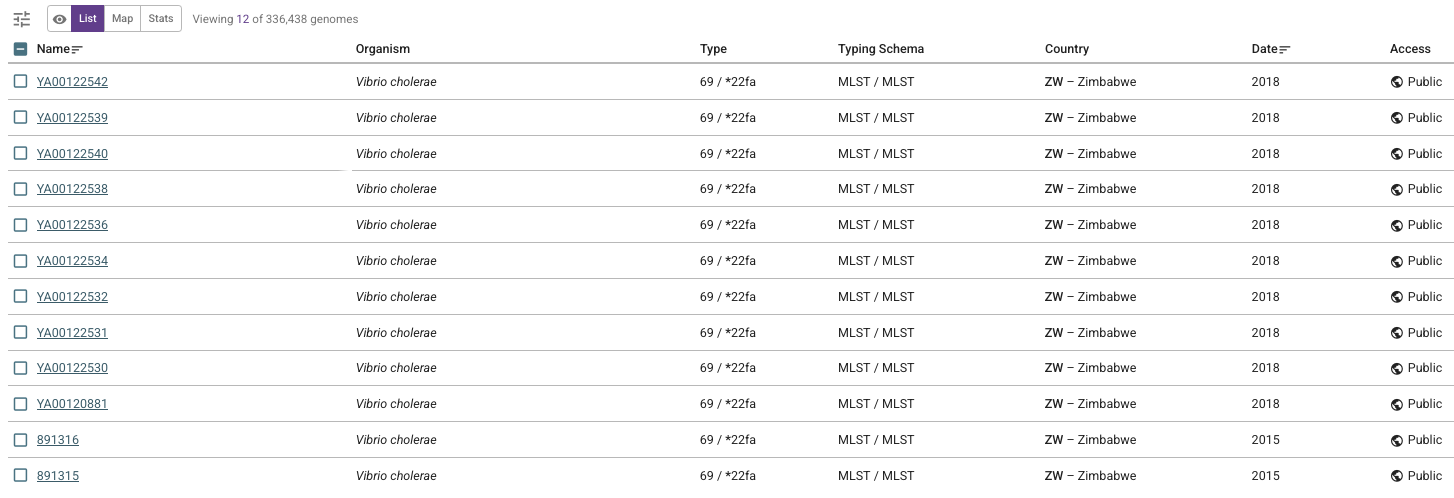 List Map Stats Viewing 12 of 336,438 genomes
Name Organism Type Typing Schema Country Date Access
YA00122542 Vibrio cholerae 69 / *22fa MLST / MLST ZW – Zimbabwe 2018 Public
YA00122539 Vibrio cholerae 69 / *22fa MLST / MLST ZW – Zimbabwe 2018 Public
YA00122540 Vibrio cholerae 69 / *22fa MLST / MLST ZW – Zimbabwe 2018 Public
YA00122538 Vibrio cholerae 69 / *22fa MLST / MLST ZW – Zimbabwe 2018 Public
YA00122536 Vibrio cholerae 69 / *22fa MLST / MLST ZW – Zimbabwe 2018 Public
YA00122534 Vibrio cholerae 69 / *22fa MLST / MLST ZW – Zimbabwe 2018 Public
YA00122532 Vibrio cholerae 69 / *22fa MLST / MLST ZW – Zimbabwe 2018 Public
YA00122531 Vibrio cholerae 69 / *22fa MLST / MLST ZW – Zimbabwe 2018 Public
YA00122530 Vibrio cholerae 69 / *22fa MLST / MLST ZW – Zimbabwe 2018 Public
YA00120881 Vibrio cholerae 69 / *22fa MLST / MLST ZW – Zimbabwe 2018 Public
891316 Vibrio cholerae 69 / *22fa MLST / MLST ZW – Zimbabwe 2015 Public
891315 Vibrio cholerae 69 / *22fa MLST / MLST ZW – Zimbabwe 2015 Public